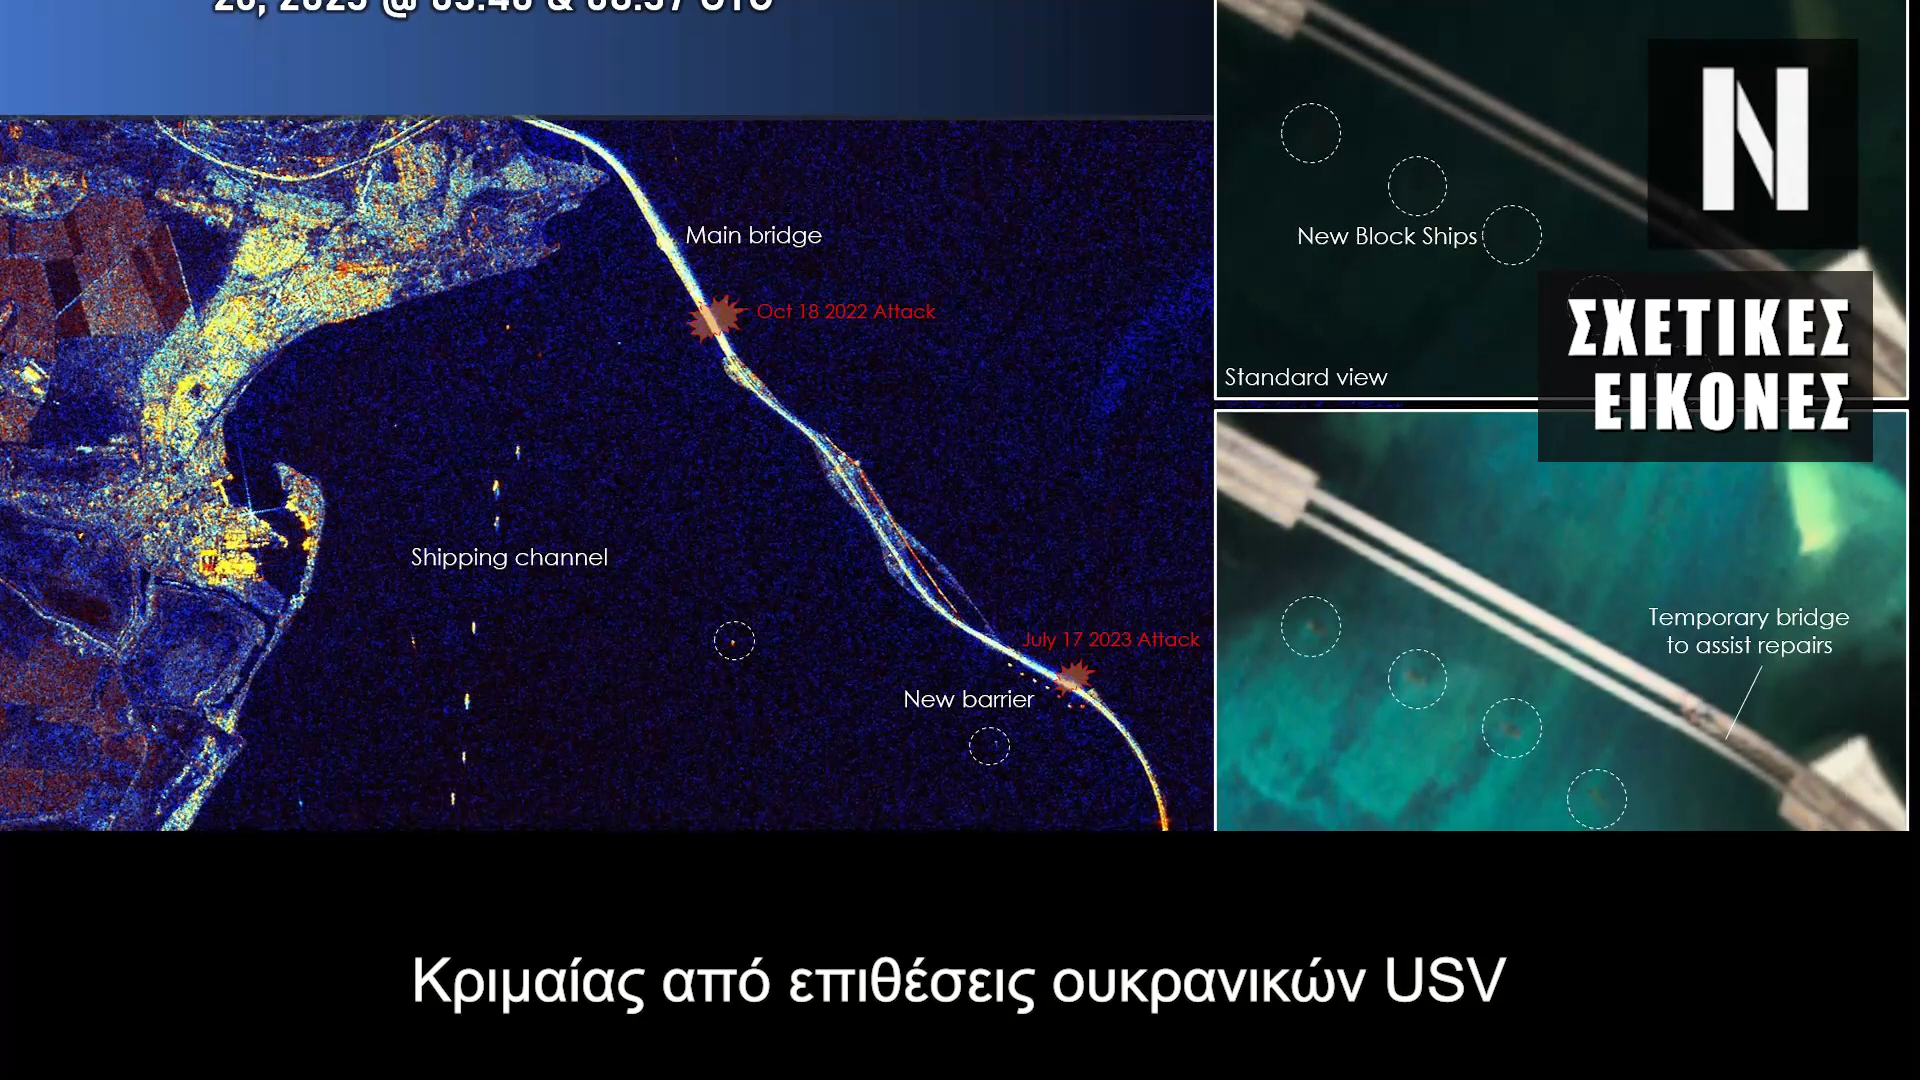 Main bridge
Oct 18 2022 Attack
Shipping channel
July 17 2023 Attack
New barrier
New Block Ships
Standard view
N
ΣΧΕΤΙΚΕΣ
ΕΙΚΟΝΕΣ
Temporary bridge
to assist repairs
Κριμαίας από επιθέσεις ουκρανικών USV